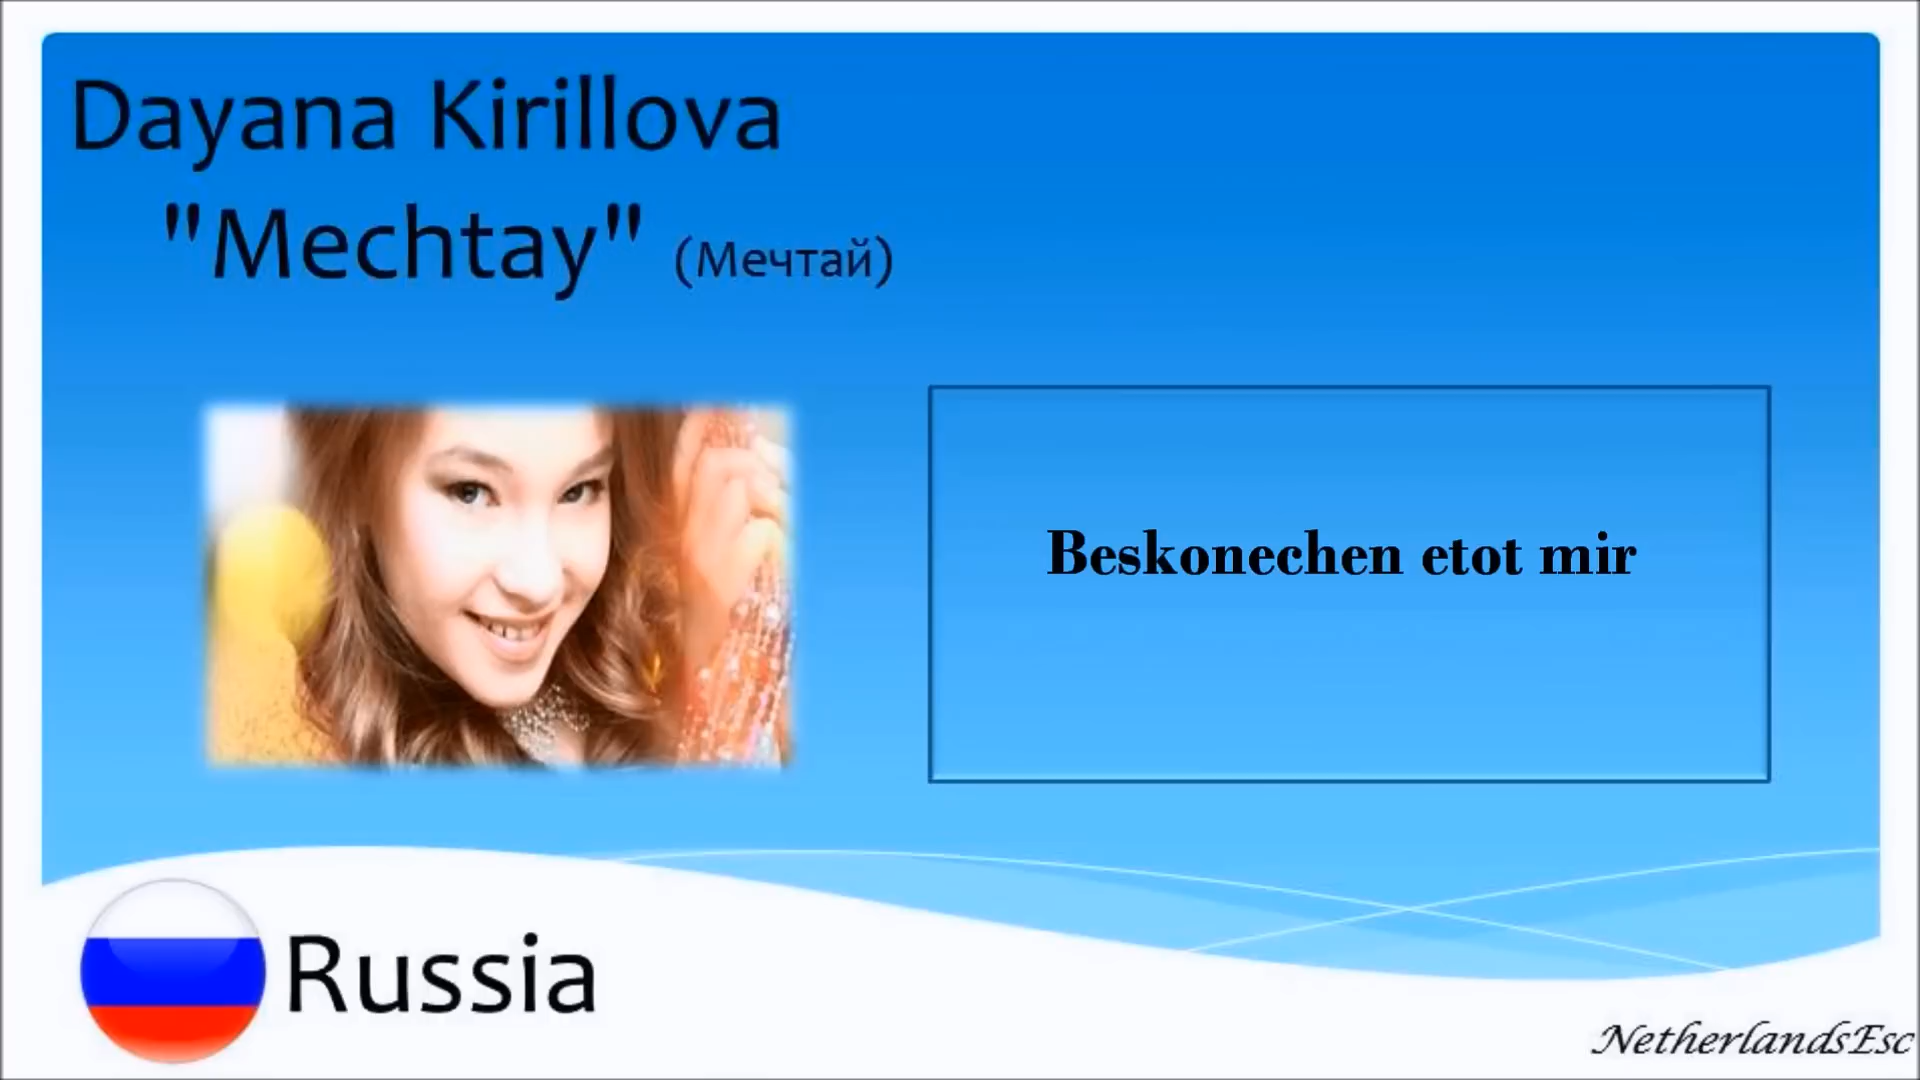 Dayana Kirillova
"Mechtay" (Мечтай)
Beskonechen etot mir
Russia
NetherlandsEsc